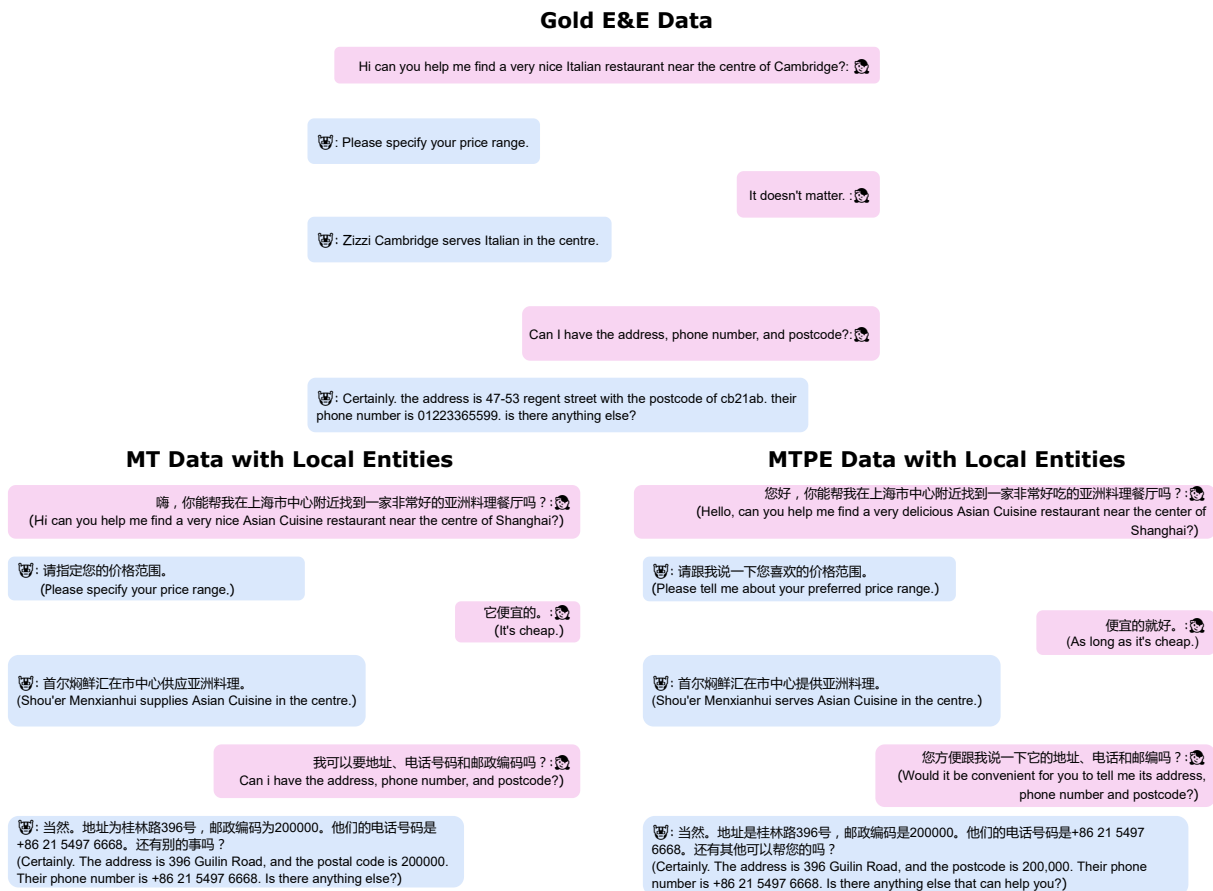 Gold E&E Data
Hi can you help me find a very nice Italian restaurant near the centre of Cambridge?:
: Please specify your price range.
It doesn't matter. :
: Zizzi Cambridge serves Italian in the centre.
Can I have the address, phone number, and postcode?:
: Certainly. the address is 47-53 regent street with the postcode of cb21ab. their
phone number is 01223365599. is there anything else?
MT Data with Local Entities
嗨，你能帮我在上海市中心附近找到一家非常好的亚洲料理餐厅吗？:
(Hi can you help me find a very nice Asian Cuisine restaurant near the centre of Shanghai?)
: 请指定您的价格范围。
(Please specify your price range.)
它便宜的。:
(It's cheap.)
: 首尔焖鲜汇在市中心供应亚洲料理。
(Shou'er Menxianhui supplies Asian Cuisine in the centre.)
我可以要地址、电话号码和邮政编码吗？:
Can i have the address, phone number, and postcode?)
: 当然。地址为桂林路396号，邮政编码为200000。他们的电话号码是
+86 21 5497 6668。还有别的事吗？
(Certainly. The address is 396 Guilin Road, and the postal code is 200000.
Their phone number is +86 21 5497 6668. Is there anything else?)
MTPE Data with Local Entities
您好，你能帮我在上海市中心附近找到一家非常好吃的亚洲料理餐厅吗？:
(Hello, can you help me find a very delicious Asian Cuisine restaurant near the center of
Shanghai?)
: 请跟我说一下您喜欢的价格范围。
(Please tell me about your preferred price range.)
便宜的就好。:
(As long as it's cheap.)
: 首尔焖鲜汇在市中心提供亚洲料理。
(Shou'er Menxianhui serves Asian Cuisine in the centre.)
您方便跟我说一下它的地址、电话和邮编吗？:
(Would it be convenient for you to tell me its address,
phone number and postcode?)
: 当然。地址是桂林路396号，邮政编码是200000。他们的电话号码是+86 21 5497
6668。还有其他可以帮您的吗？
(Certainly. The address is 396 Guilin Road, and the postcode is 200,000. Their phone
number is +86 21 5497 6668. Is there anything else that can help you?)